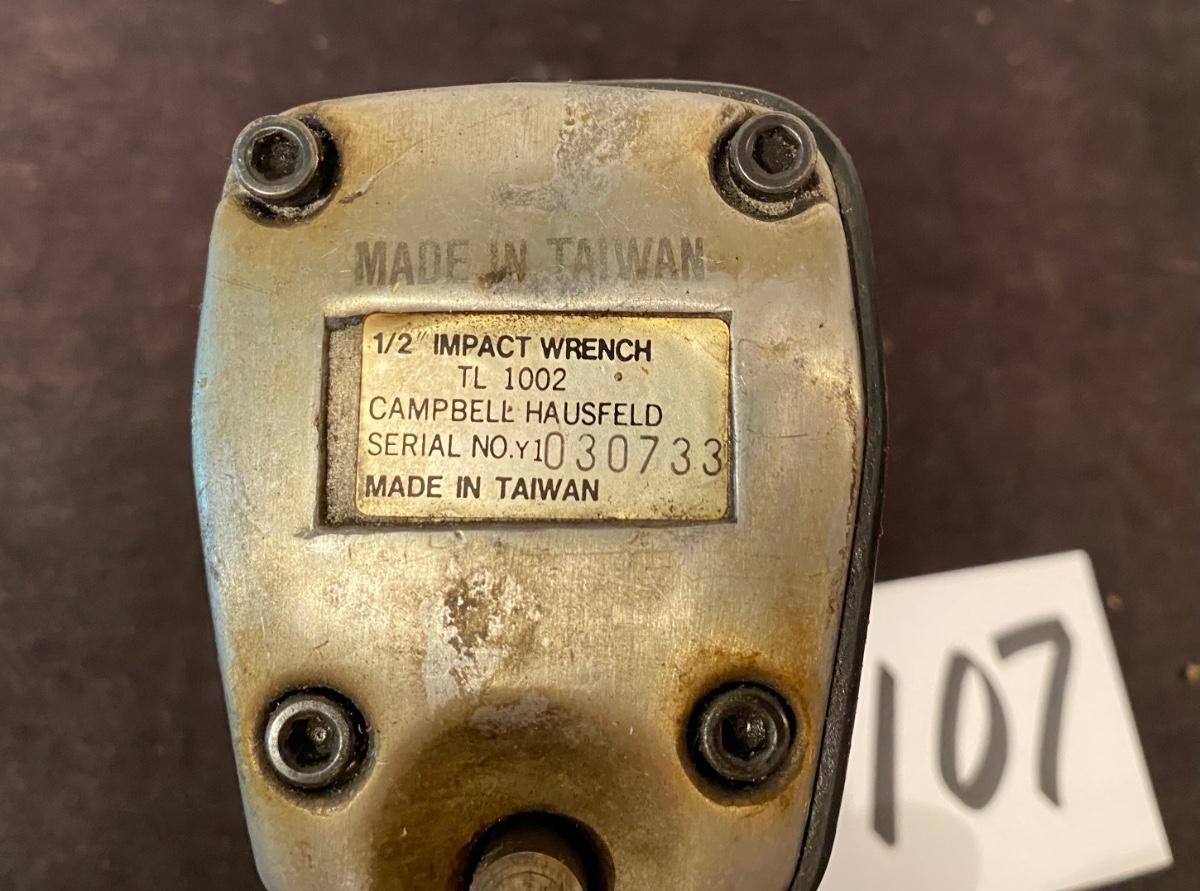 MADE IN TAIWAN
1/2" IMPACT WRENCH
TL 1002
CAMPBELL HAUSFELD
SERIAL NO.Y1030733
MADE IN TAIWAN
107